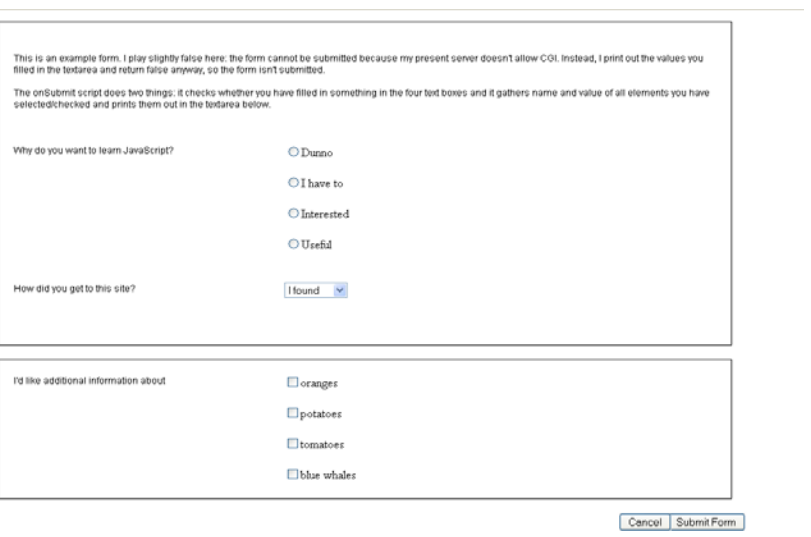 This is an example form. I play slightly false here: the form cannot be submitted because my present server doesn't allow CGI. Instead, I print out the values you
filled in the textarea and return false anyway, so the form isn't submitted.
The onSubmit script does two things: it checks whether you have filled in something in the four text boxes and it gathers name and value of all elements you have
selected/checked and prints them out in the textarea below.
Why do you want to learn JavaScript?
Dunno
I have to
Interested
Useful
How did you get to this site?
I found
I'd like additional information about
oranges
potatoes
tomatoes
blue whales
Cancel
Submit Form